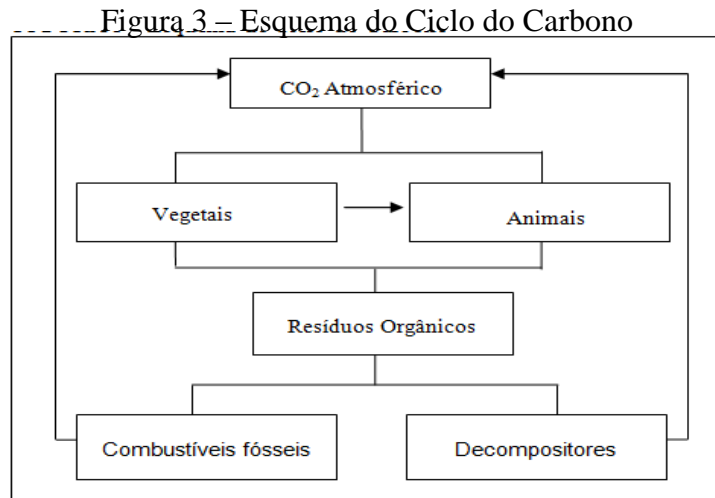 Figura 3 – Esquema do Ciclo do Carbono
CO₂ Atmosférico
Vegetais
Animais
Resíduos Orgânicos
Combustíveis fósseis
Decompositores